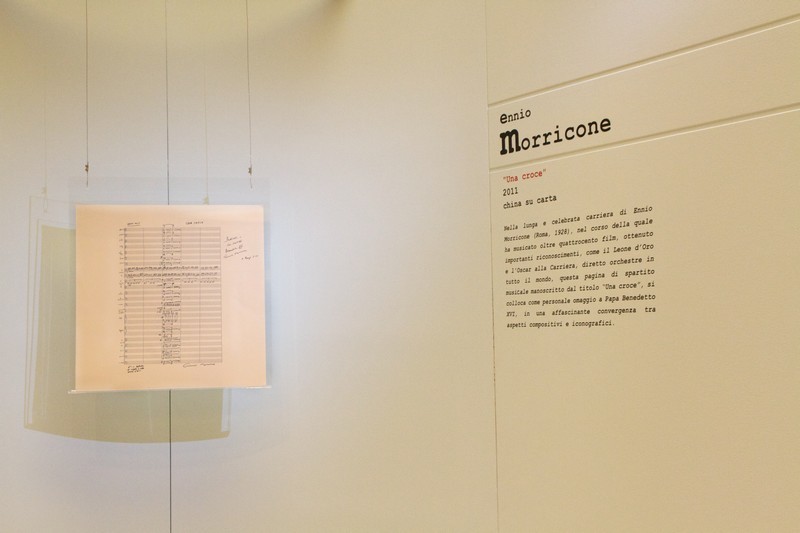 ennio
morricone
"Una croce"
2011
china su carta
Nella lunga e celebrata carriera di Ennio
Morricone (Roma, 1928), nel corso della quale
ha musicato oltre quattrocento film, ottenuto
importanti riconoscimenti, come il Leone d'Oro
e l'Oscar alla Carriera, diretto orchestre in
tutto il mondo, questa pagina di spartito
musicale manoscritto dal titolo "Una croce", si
colloca come personale omaggio a Papa Benedetto
XVI, in una affascinante convergenza tra
aspetti compositivi e iconografici.